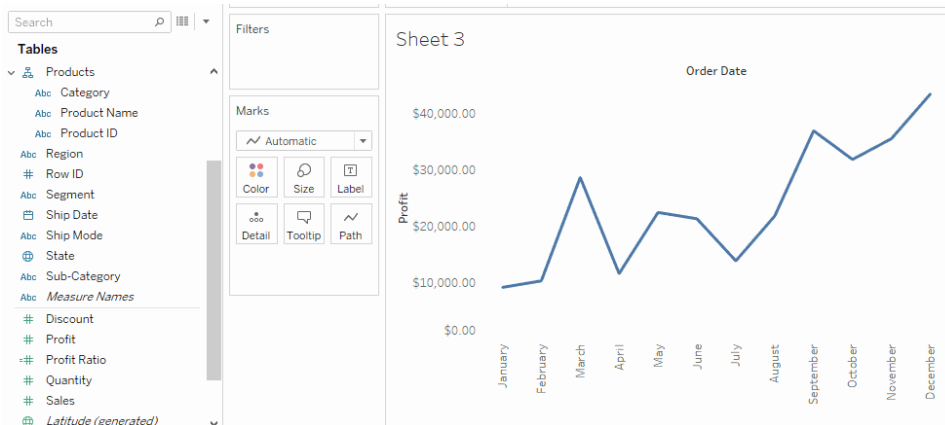 Search
Tables
Products
Abc Category
Abc Product Name
Abc Product ID
Abc Region
# Row ID
Abc Segment
Ship Date
Abc Ship Mode
State
Abc Sub-Category
Abc Measure Names
# Discount
# Profit
=# Profit Ratio
# Quantity
# Sales
Latitude (generated)
Filters
Marks
Automatic
Color
Size
T
Label
Detail
Tooltip
Path
Sheet 3
Order Date
Profit
$40,000.00
$30,000.00
$20,000.00
$10,000.00
$0.00
January
February
March
April
May
June
July
August
September
October
November
December